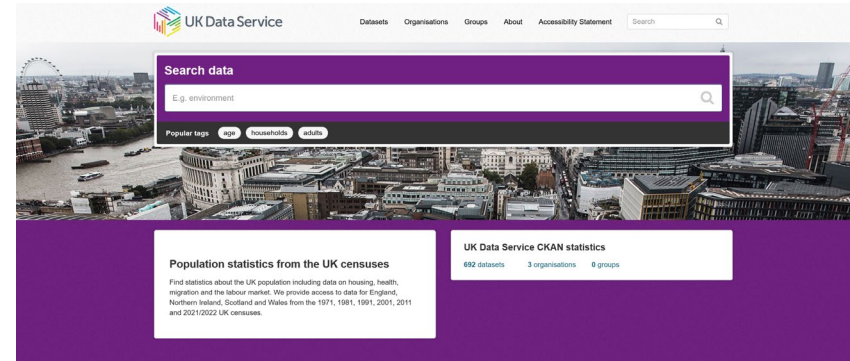 UK Data Service
Datasets Organisations Groups About Accessibility Statement Search
Search data
E.g. environment
Popular tags age households adults
Population statistics from the UK censuses
Find statistics about the UK population including data on housing, health,
migration and the labour market. We provide access to data for England,
Northern Ireland, Scotland and Wales from the 1971, 1981, 1991, 2001, 2011
and 2021/2022 UK censuses.
UK Data Service CKAN statistics
692 datasets 3 organisations 0 groups